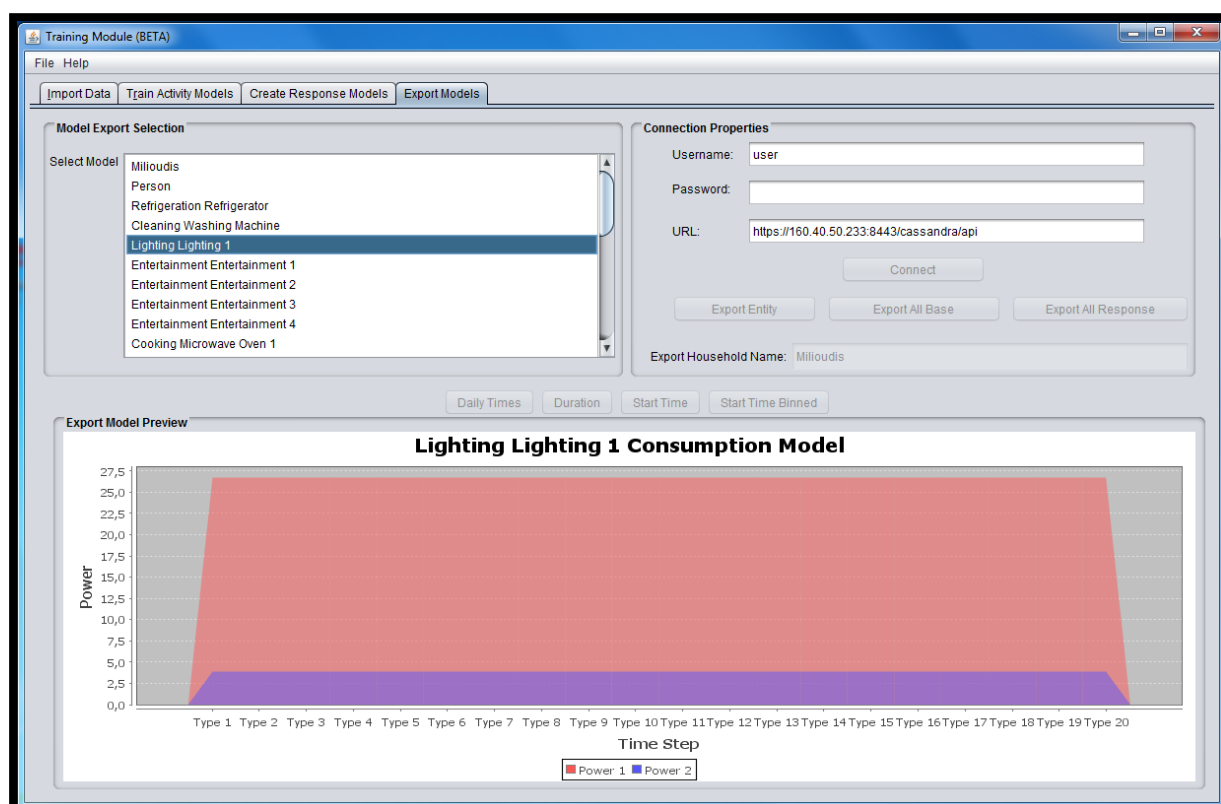 Training Module (BETA)
File Help
Import Data Train Activity Models Create Response Models Export Models
Model Export Selection
Select Model
Milioudis
Person
Refrigeration Refrigerator
Cleaning Washing Machine
Lighting Lighting 1
Entertainment Entertainment 1
Entertainment Entertainment 2
Entertainment Entertainment 3
Entertainment Entertainment 4
Cooking Microwave Oven 1
Connection Properties
Username: user
Password:
URL: https://160.40.50.233:8443/cassandra/api
Connect
Export Entity Export All Base Export All Response
Export Household Name: Milioudis
Daily Times Duration Start Time Start Time Binned
Export Model Preview
Lighting Lighting 1 Consumption Model
Power
27,5
25,0
22,5
20,0
17,5
15,0
12,5
10,0
7,5
5,0
2,5
0,0
Type 1 Type 2 Type 3 Type 4 Type 5 Type 6 Type 7 Type 8 Type 9 Type 10 Type 11 Type 12 Type 13 Type 14 Type 15 Type 16 Type 17 Type 18 Type 19 Type 20
Time Step
Power 1 Power 2